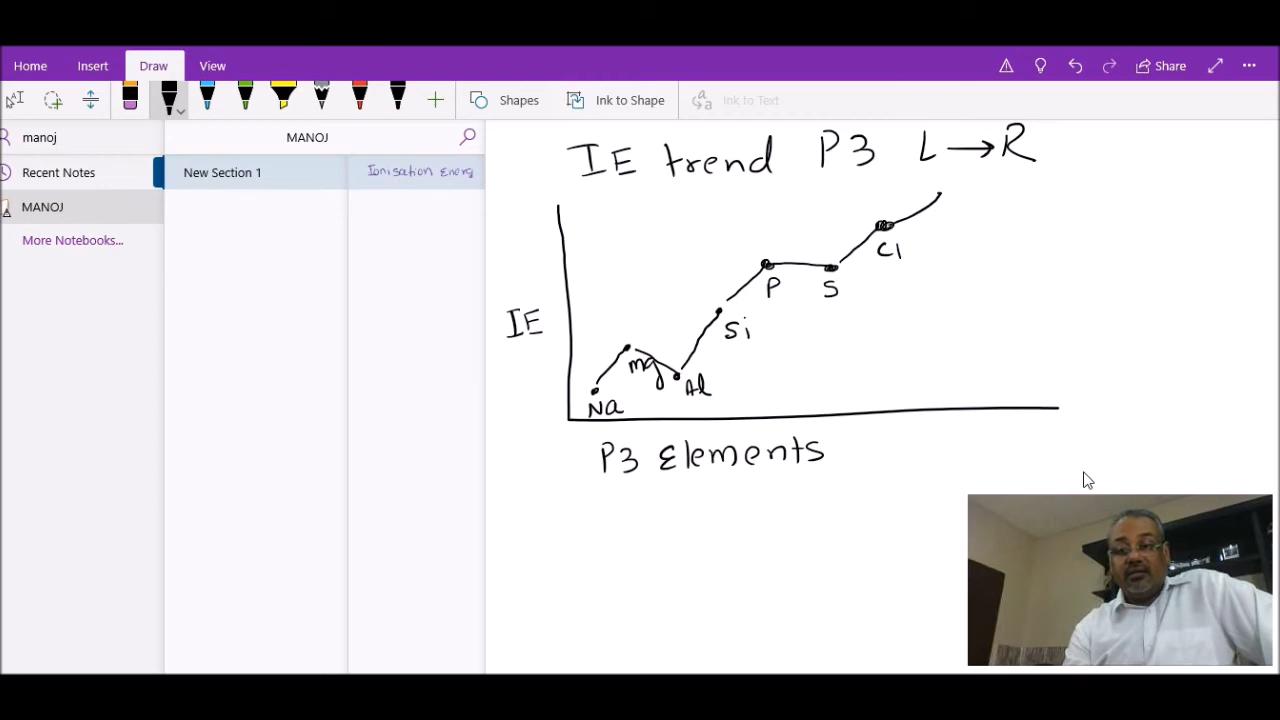 Home Insert Draw View
Share
Shapes Ink to Shape Ink to Text
manoj
MANOJ
Recent Notes
New Section 1
Ionisation Energ
MANOJ
More Notebooks...
IE trend P3 L → R
IE
Na
Mg
Al
Si
P
S
Cl
P3 Elements